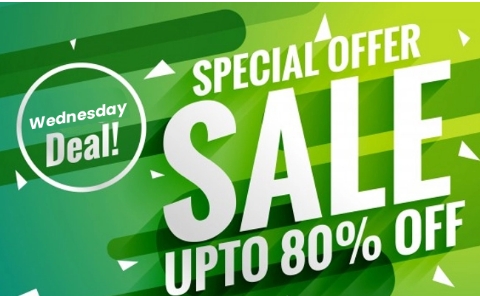 Wednesday
Deal!
SPECIAL OFFER
SALE
UPTO 80% OFF